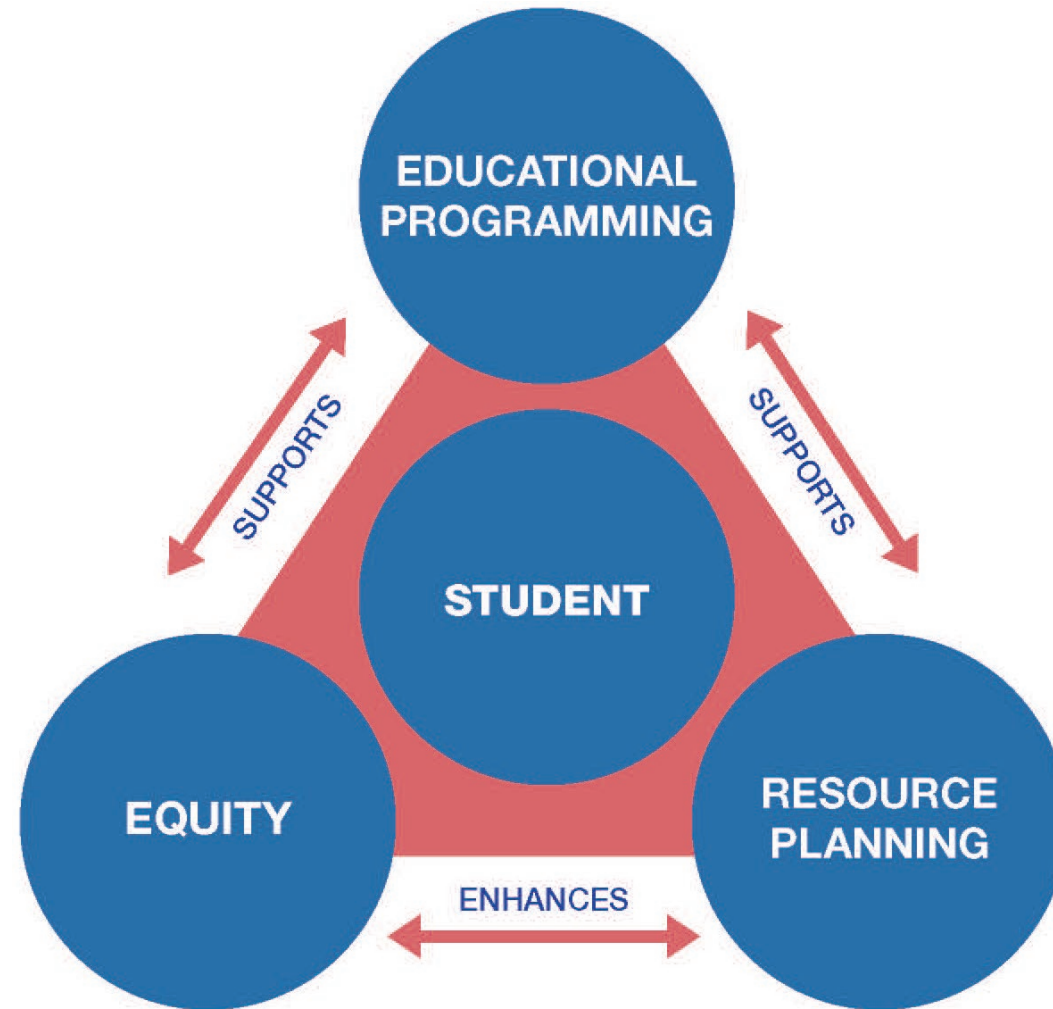 EDUCATIONAL
PROGRAMMING
SUPPORTS
SUPPORTS
STUDENT
EQUITY
RESOURCE
PLANNING
ENHANCES